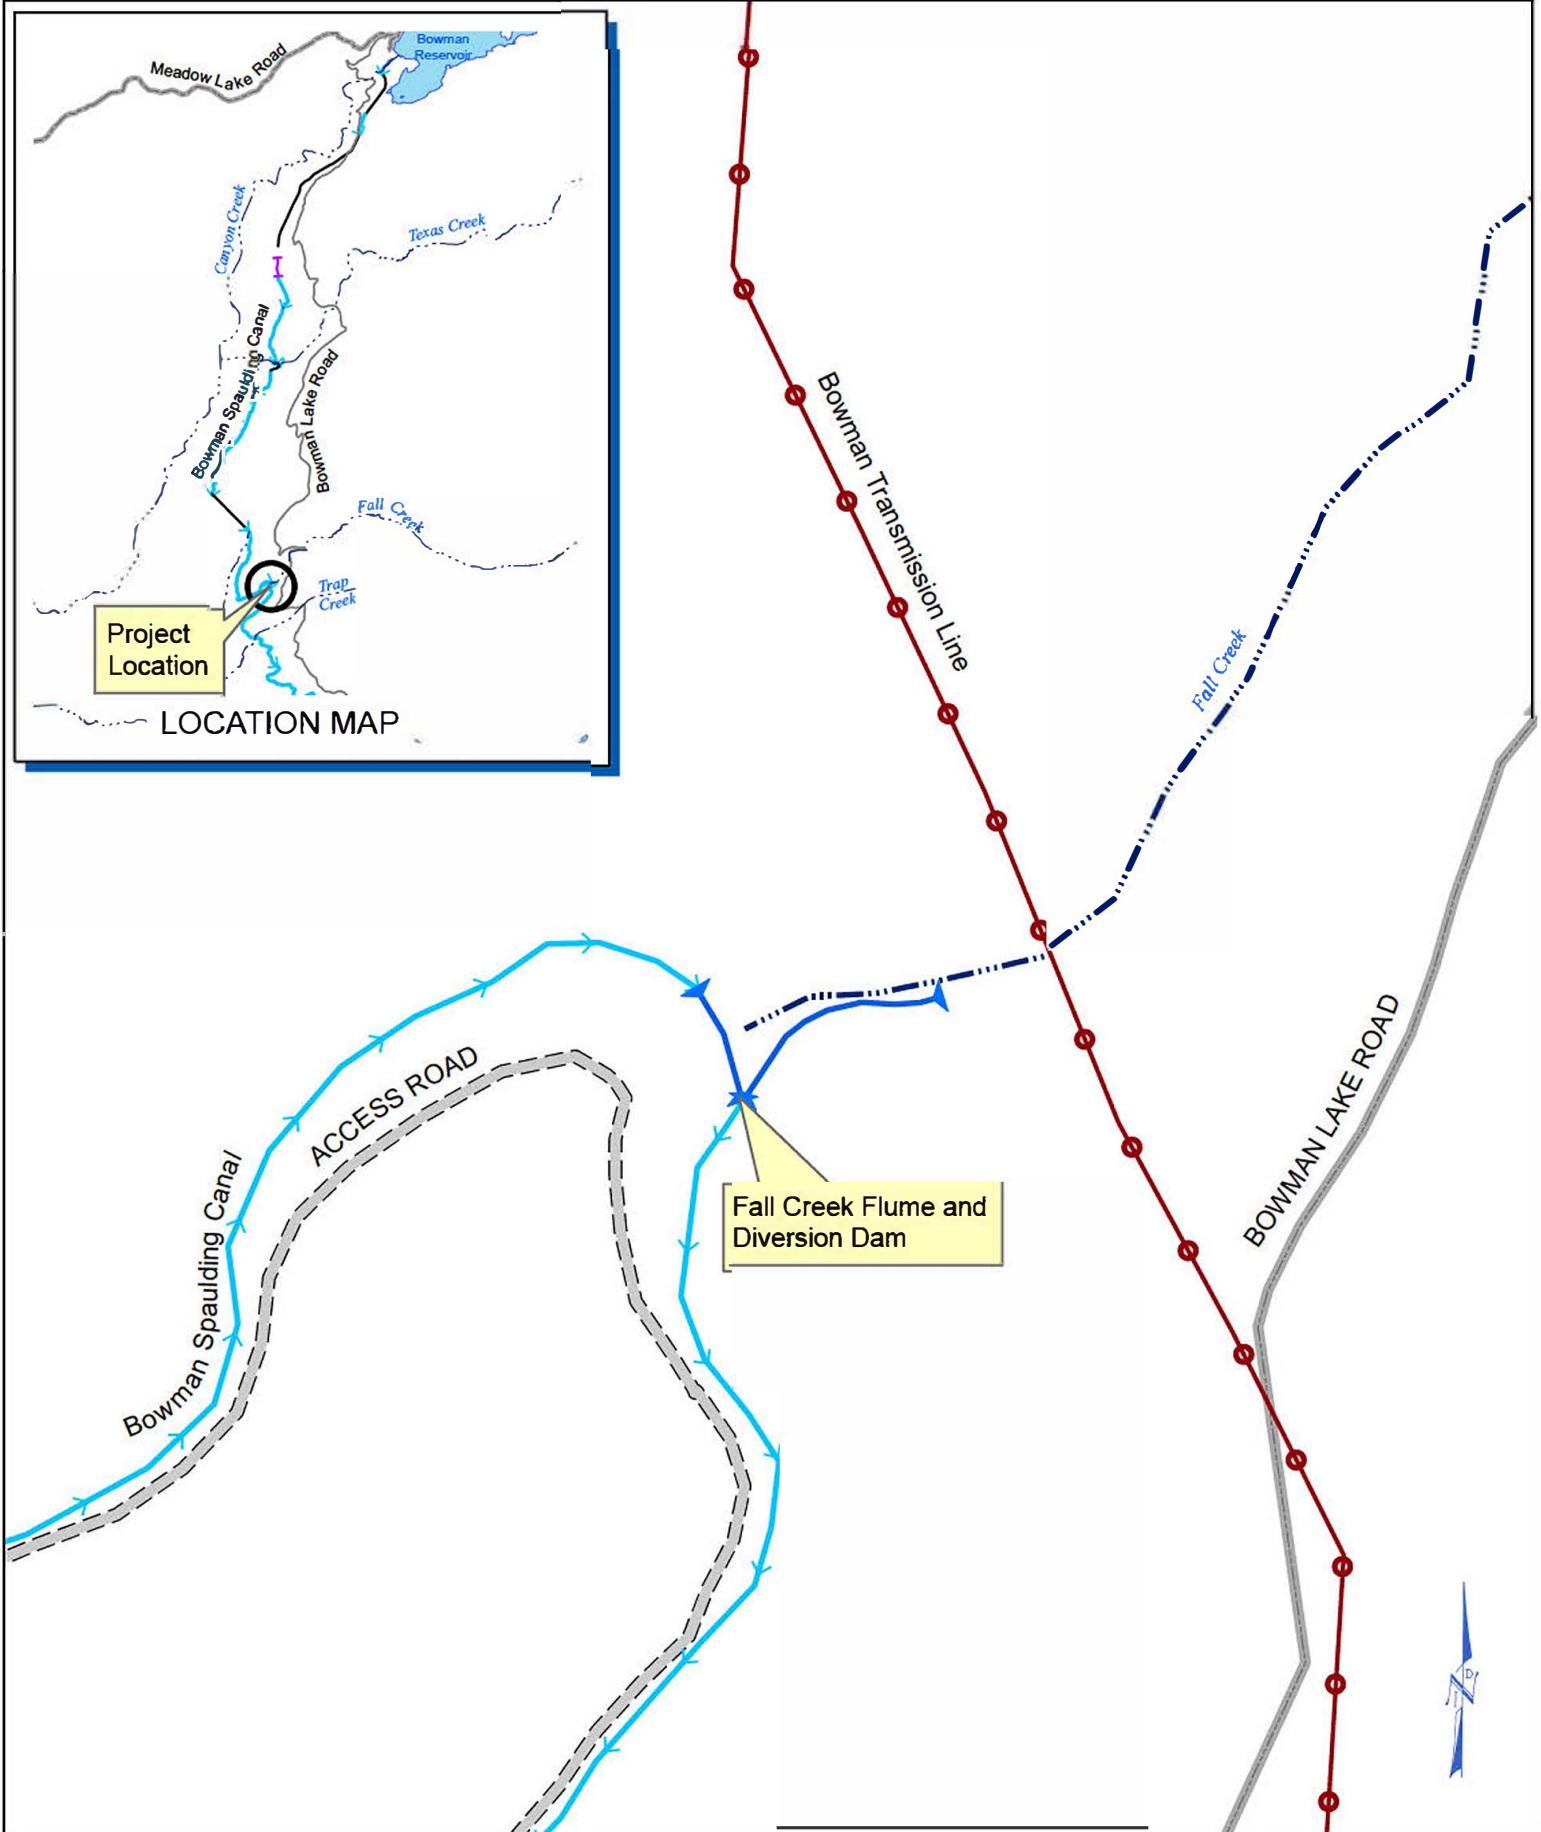 Bowman
Reservoir
Meadow Lake Road
Canyon Creek
Texas Creek
Bowman Spaulding Canal
Bowman Lake Road
Fall Creek
Trap
Creek
Project
Location
LOCATION MAP
Bowman Transmission Line
Fall Creek
ACCESS ROAD
BOWMAN LAKE ROAD
Bowman Spaulding Canal
Fall Creek Flume and
Diversion Dam
N I D